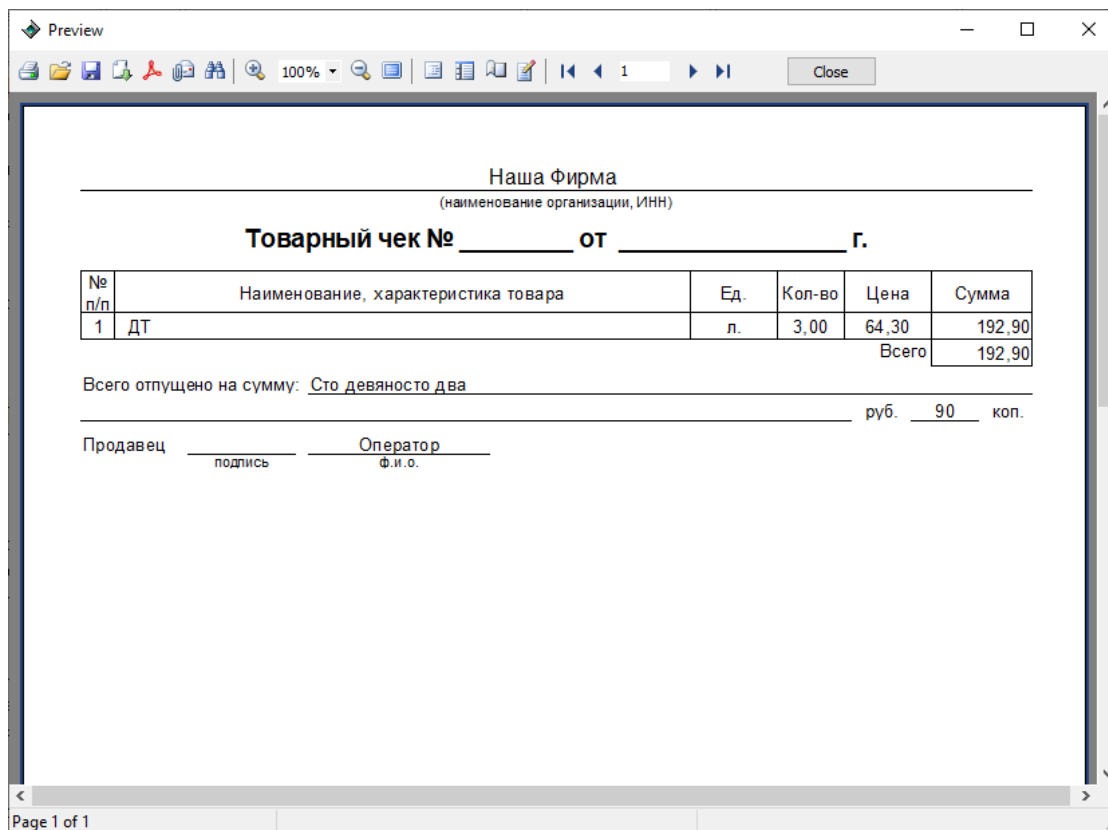 Preview
100% 1 Close
Наша Фирма
(наименование организации, ИНН)
Товарный чек № ________ от ________________ г.
№ п/п Наименование, характеристика товара Ед. Кол-во Цена Сумма
1 ДТ л. 3,00 64,30 192,90
Всего 192,90
Всего отпущено на сумму: Сто девяносто два
руб. 90 коп.
Продавец Оператор
подпись ф.и.о.
Page 1 of 1